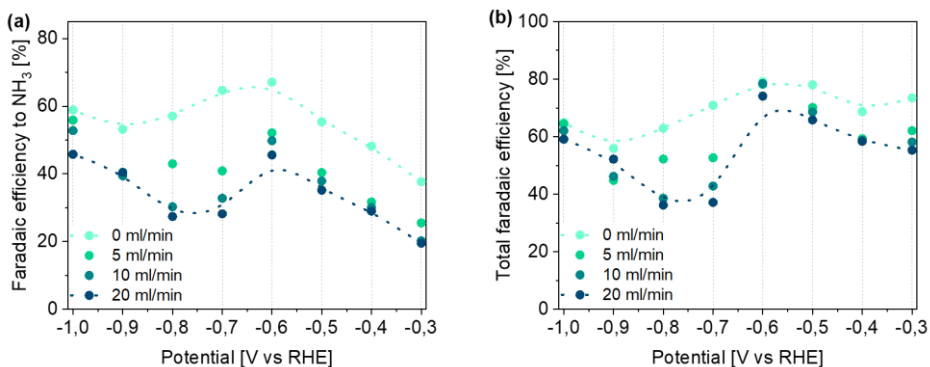 (a)
Faradaic efficiency to NH₃ [%]
80
60
40
20
0
0 ml/min
5 ml/min
10 ml/min
20 ml/min
-1,0 -0,9 -0,8 -0,7 -0,6 -0,5 -0,4 -0,3
Potential [V vs RHE]
(b)
Total faradaic efficiency [%]
100
80
60
40
20
0
0 ml/min
5 ml/min
10 ml/min
20 ml/min
-1,0 -0,9 -0,8 -0,7 -0,6 -0,5 -0,4 -0,3
Potential [V vs RHE]